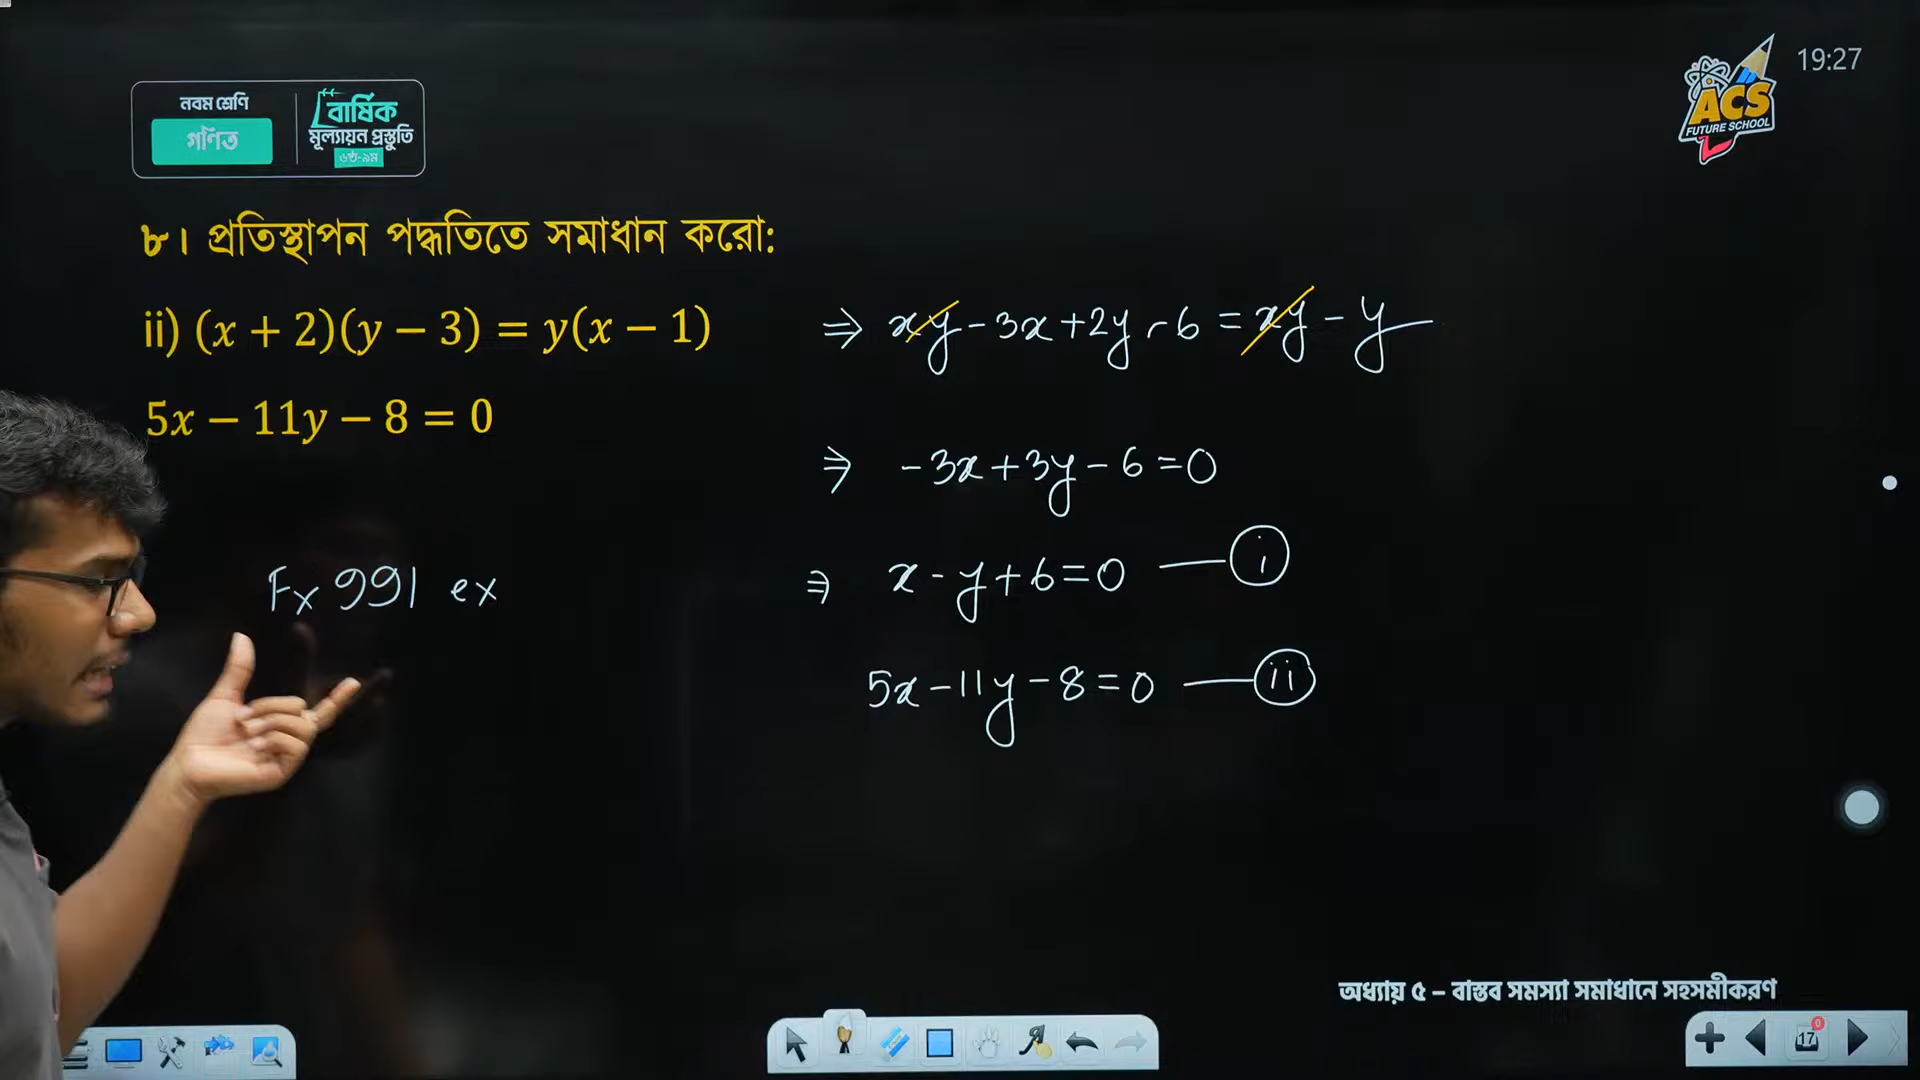 নবম শ্রেণি
গণিত
বার্ষিক
মূল্যায়ন প্রস্তুতি
৬ষ্ঠ-৯ম
ACS
FUTURE SCHOOL
19:27
৮। প্রতিস্থাপন পদ্ধতিতে সমাধান করো:
ii) (x + 2)(y − 3) = y(x − 1)
5x − 11y − 8 = 0
⇒ xy - 3x + 2y - 6 = xy - y
⇒ -3x + 3y - 6 = 0
⇒ x - y + 6 = 0 — i
5x - 11y - 8 = 0 — ii
Fx 991 ex
অধ্যায় ৫ – বাস্তব সমস্যা সমাধানে সহসমীকরণ
17
0